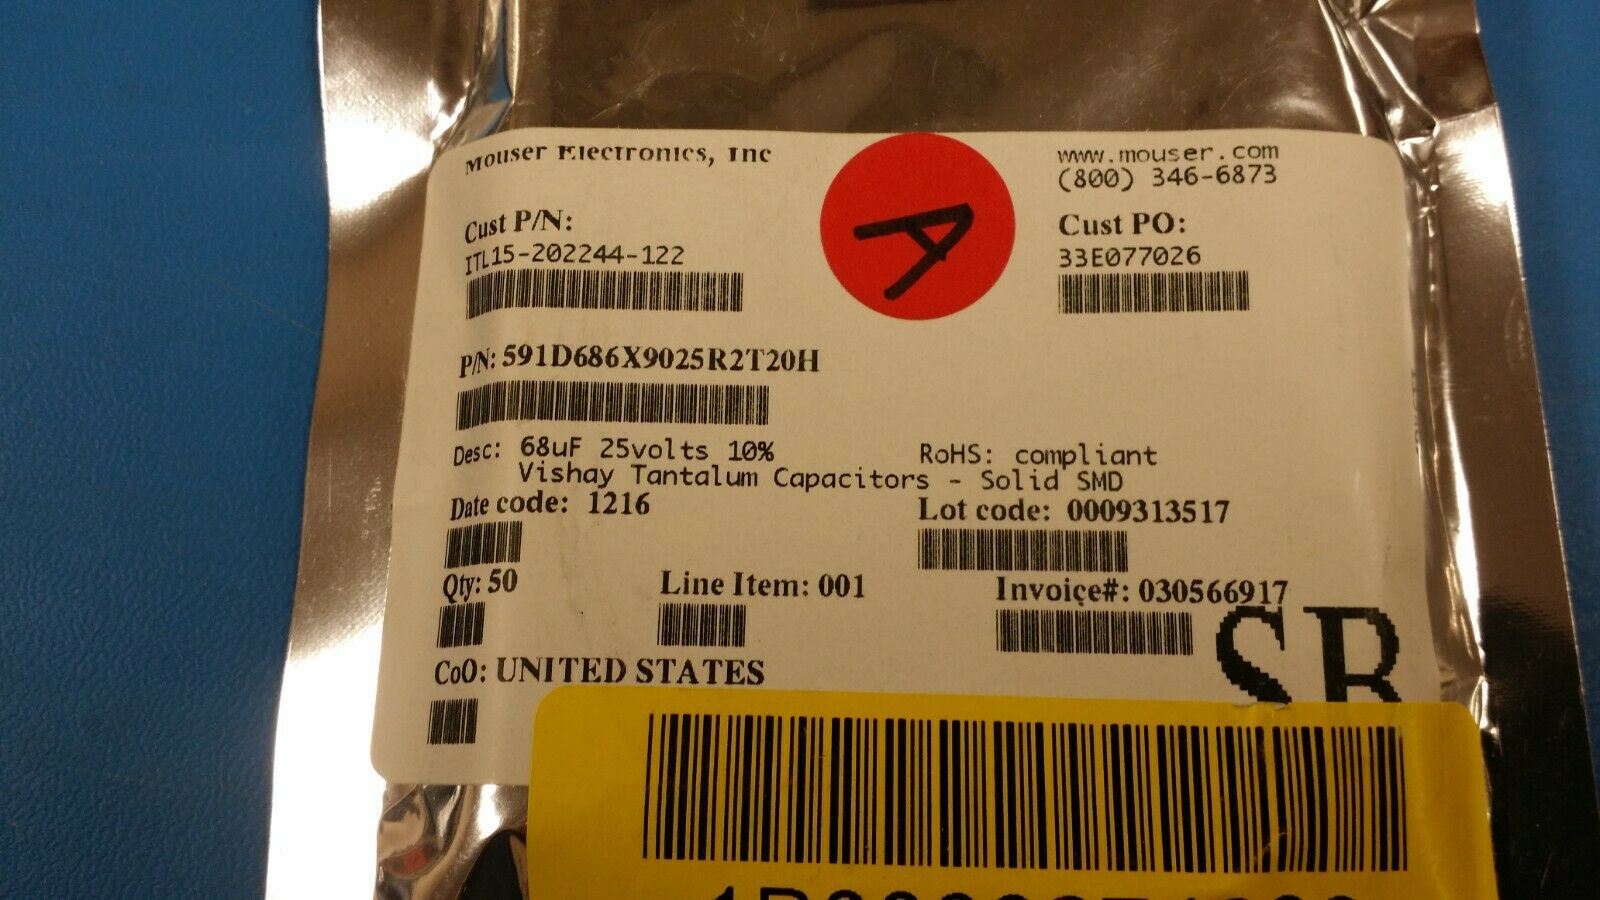 Mouser Electronics, Inc
www.mouser.com
(800) 346-6873
A
Cust P/N:
ITL15-202244-122
Cust PO:
33E077026
P/N: 591D686X9025R2T20H
Desc: 68uF 25volts 10%
Vishay Tantalum Capacitors - Solid SMD
RoHS: compliant
Date code: 1216
Lot code: 0009313517
Qty: 50
Line Item: 001
Invoice#: 030566917
CoO: UNITED STATES
SB